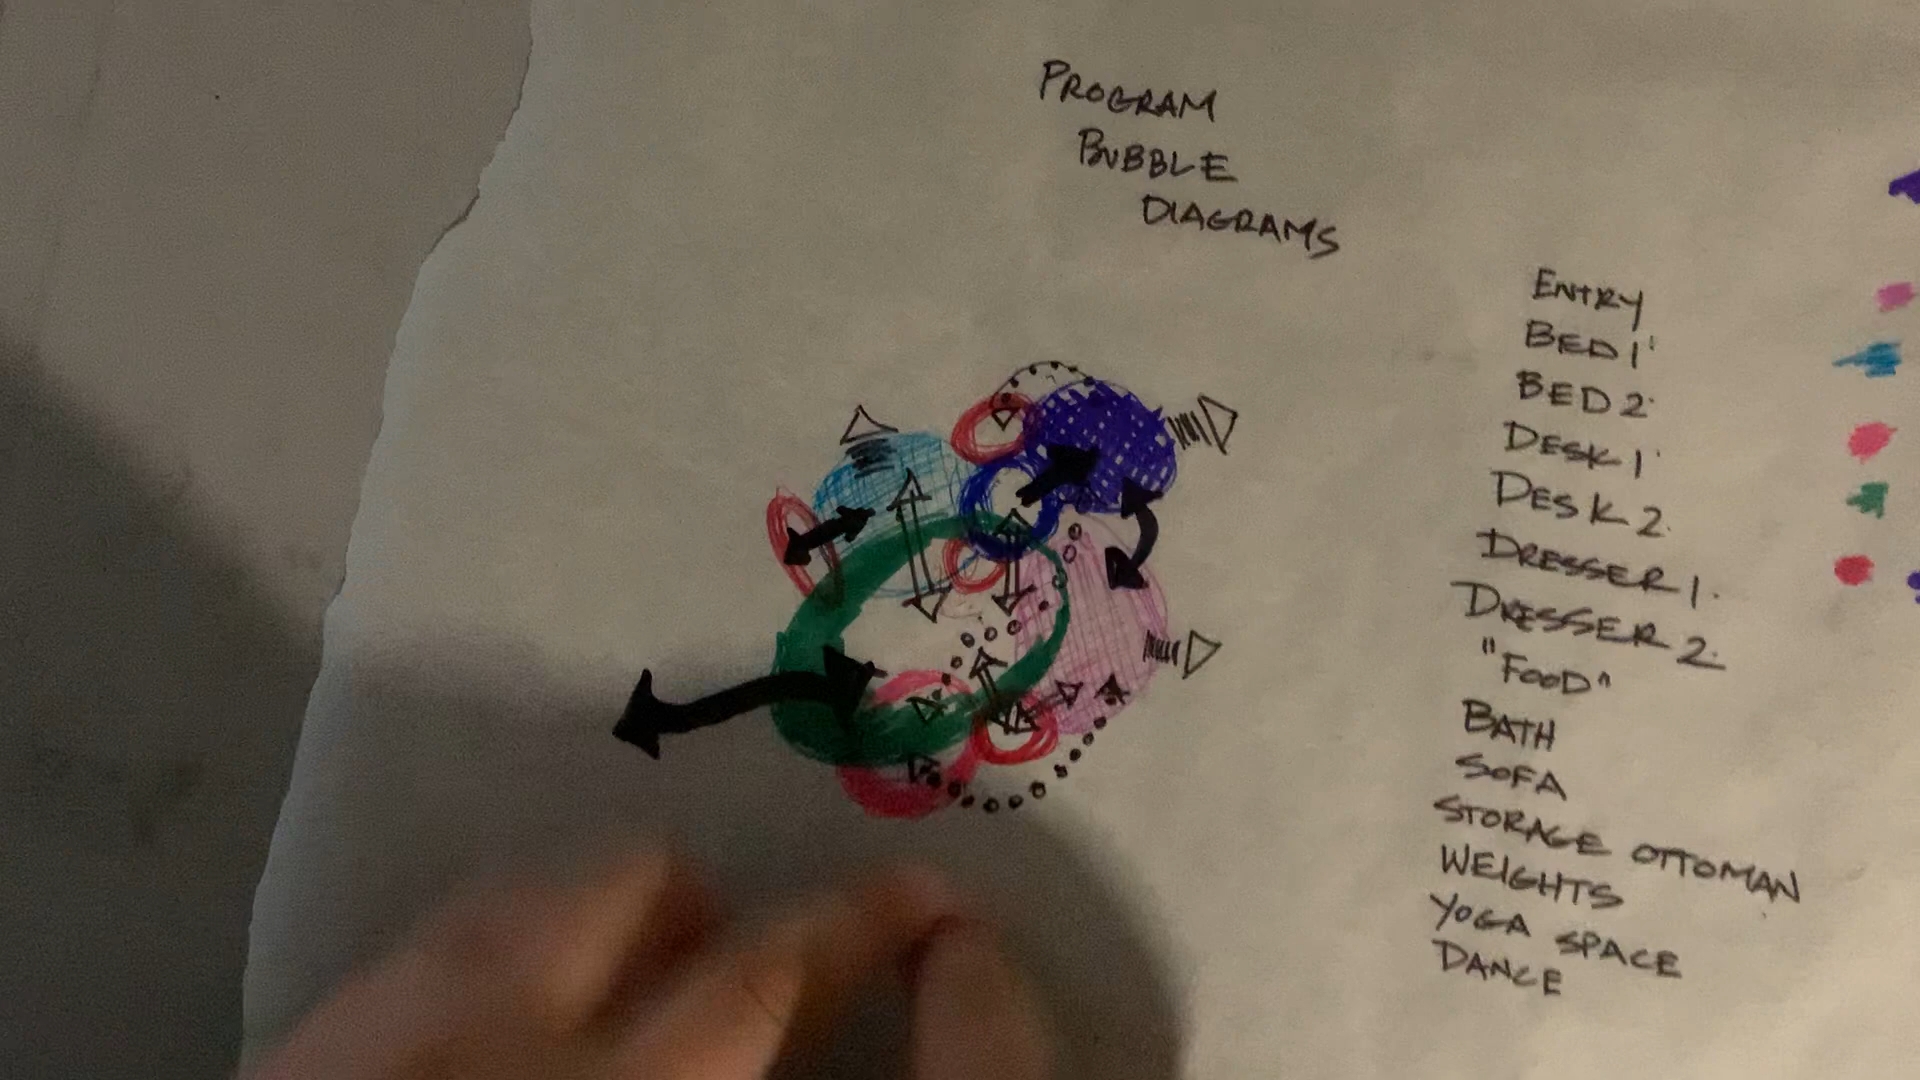 PROGRAM
BUBBLE
DIAGRAMS
ENTRY
BED 1
BED 2
DESK 1
DESK 2
DRESSER 1
DRESSER 2
"FOOD"
BATH
SOFA
STORAGE OTTOMAN
WEIGHTS
YOGA SPACE
DANCE